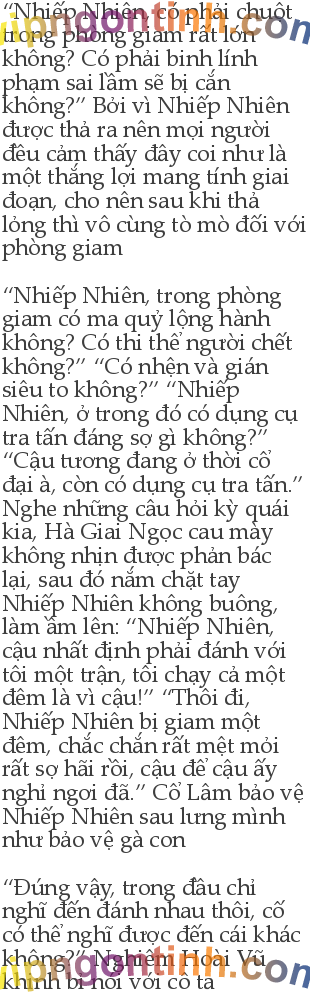 “Nhiếp Nhiên, có phải chuột
trong phòng giam rất lớn
không? Có phải binh lính
phạm sai lầm sẽ bị cắn
không?” Bởi vì Nhiếp Nhiên
được thả ra nên mọi người
đều cảm thấy đây coi như là
một thắng lợi mang tính giai
đoạn, cho nên sau khi thả
lỏng thì vô cùng tò mò đối với
phòng giam
“Nhiếp Nhiên, trong phòng
giam có ma quỷ lộng hành
không? Có thi thể người chết
không?” “Có nhện và gián
siêu to không?” “Nhiếp
Nhiên, ở trong đó có dụng cụ
tra tấn đáng sợ gì không?”
“Cậu tưởng đang ở thời cổ
đại à, còn có dụng cụ tra tấn.”
Nghe những câu hỏi kỳ quái
kia, Hà Giai Ngọc cau mày
không nhịn được phản bác
lại, sau đó nắm chặt tay
Nhiếp Nhiên không buông,
làm ầm lên: “Nhiếp Nhiên,
cậu nhất định phải đánh với
tôi một trận, tôi chạy cả một
đêm là vì cậu!” “Thôi đi,
Nhiếp Nhiên bị giam một
đêm, chắc chắn rất mệt mỏi
rất sợ hãi rồi, cậu để cậu ấy
nghỉ ngơi đã.” Cổ Lâm bảo vệ
Nhiếp Nhiên sau lưng mình
như bảo vệ gà con
“Đúng vậy, trong đầu chỉ
nghĩ đến đánh nhau thôi, cố
có thể nghĩ được đến cái khác
không?” Nghiêm Hoài Vũ
khinh bỉ nói với cô ta
vipngontinh.com
vipngontinh.com